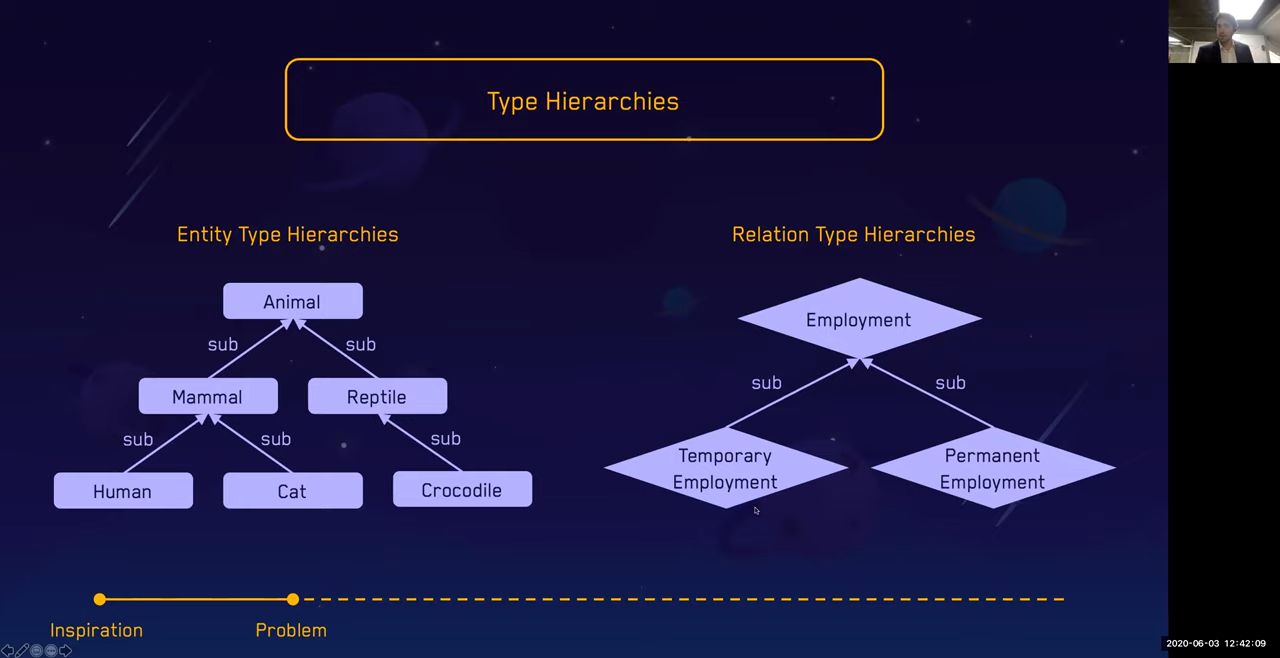 Type Hierarchies
Entity Type Hierarchies
Relation Type Hierarchies
Animal
sub
sub
Mammal
Reptile
sub
sub
sub
Human
Cat
Crocodile
Employment
sub
sub
Temporary
Employment
Permanent
Employment
Inspiration
Problem
2020-06-03 12:42:09